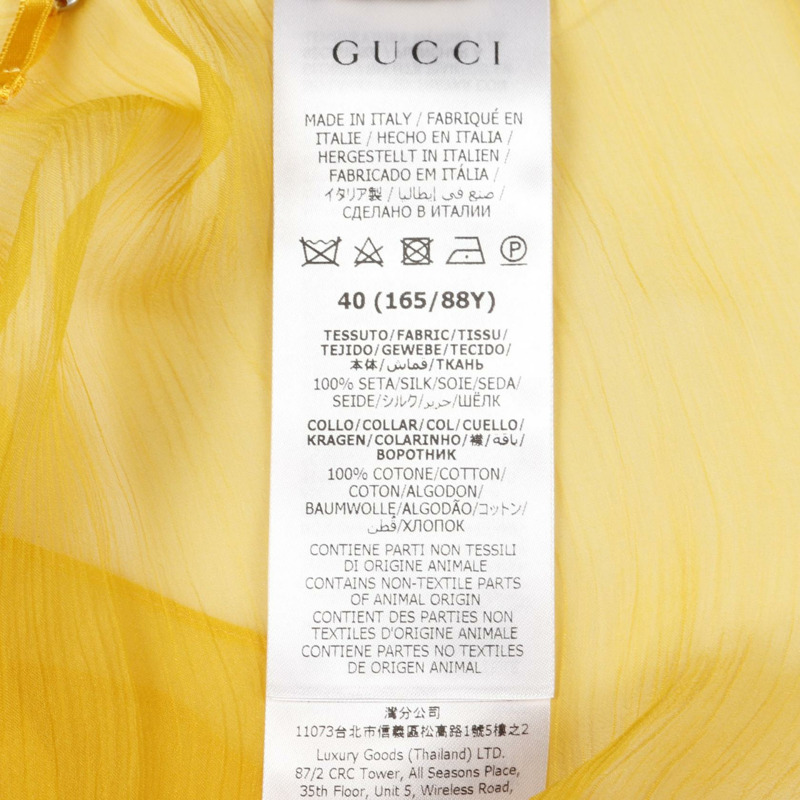 GUCCI
MADE IN ITALY / FABRIQUÉ EN
ITALIE / HECHO EN ITALIA /
HERGESTELLT IN ITALIEN /
FABRICADO EM ITÁLIA /
イタリア製 / صنع في إيطاليا /
СДЕЛАНО В ИТАЛИИ
P
40 (165/88Y)
TESSUTO/FABRIC/TISSU/
TEJIDO/GEWEBE/TECIDO/
本体/قماش/ТКАНЬ
100% SETA/SILK/SOIE/SEDA/
SEIDE/シルク/حرير/ШЁЛК
COLLO/COLLAR/COL/CUELLO/
KRAGEN/COLARINHO/襟/ياقة/
ВОРОТНИК
100% COTONE/COTTON/
COTON/ALGODON/
BAUMWOLLE/ALGODÃO/コットン/
قُطن/ХЛОПОК
CONTIENE PARTI NON TESSILI
DI ORIGINE ANIMALE
CONTAINS NON-TEXTILE PARTS
OF ANIMAL ORIGIN
CONTIENT DES PARTIES NON
TEXTILES D'ORIGINE ANIMALE
CONTIENE PARTES NO TEXTILES
DE ORIGEN ANIMAL
灣分公司
11073台北市信義區松高路1號5樓之2
Luxury Goods (Thailand) LTD.
87/2 CRC Tower, All Seasons Place,
35th Floor, Unit 5, Wireless Road,